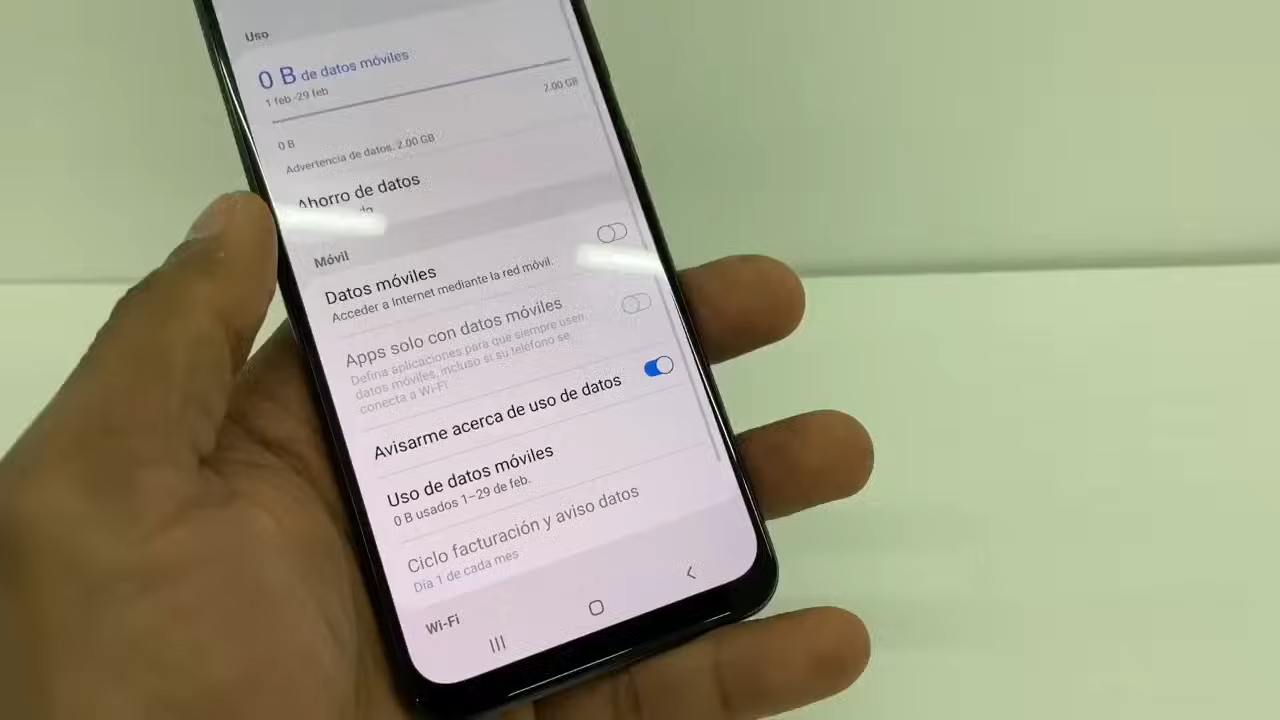 Uso
0 B de datos móviles
1 feb -29 feb
2.00 GB
0 B
Advertencia de datos, 2.00 GB
Ahorro de datos
Móvil
Datos móviles
Acceder a Internet mediante la red móvil.
Apps solo con datos móviles
Defina aplicaciones para que siempre usen
datos móviles, incluso si su teléfono se
conecta a Wi-Fi
Avisarme acerca de uso de datos
Uso de datos móviles
0 B usados 1–29 de feb.
Ciclo facturación y aviso datos
Día 1 de cada mes
Wi-Fi